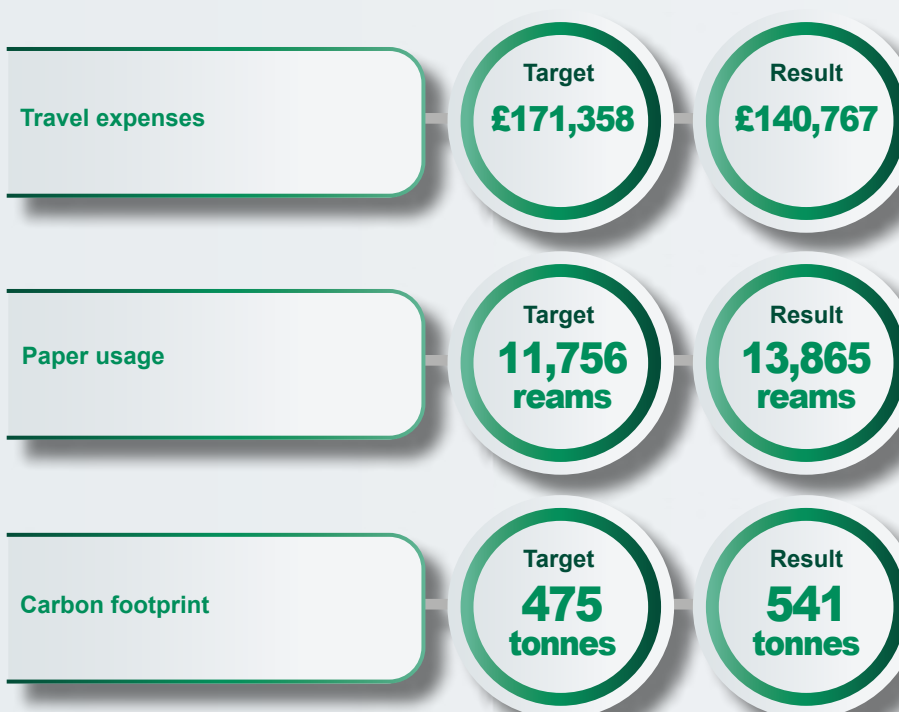 Travel expenses
Target
£171,358
Result
£140,767
Paper usage
Target
11,756
reams
Result
13,865
reams
Carbon footprint
Target
475
tonnes
Result
541
tonnes